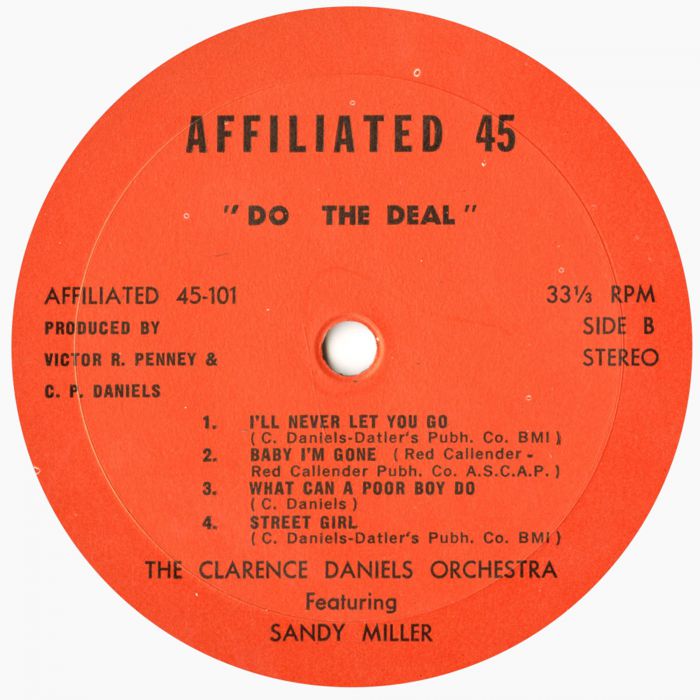 AFFILIATED 45
"DO THE DEAL"
AFFILIATED 45-101
PRODUCED BY
VICTOR R. PENNEY &
C. P. DANIELS
33⅓ RPM
SIDE B
STEREO
1. I'LL NEVER LET YOU GO
( C. Daniels-Datler's Pubh. Co. BMI )
2. BABY I'M GONE ( Red Callender -
Red Callender Pubh. Co. A.S.C.A.P. )
3. WHAT CAN A POOR BOY DO
( C. Daniels )
4. STREET GIRL
( C. Daniels-Datler's Pubh. Co. BMI )
THE CLARENCE DANIELS ORCHESTRA
Featuring
SANDY MILLER